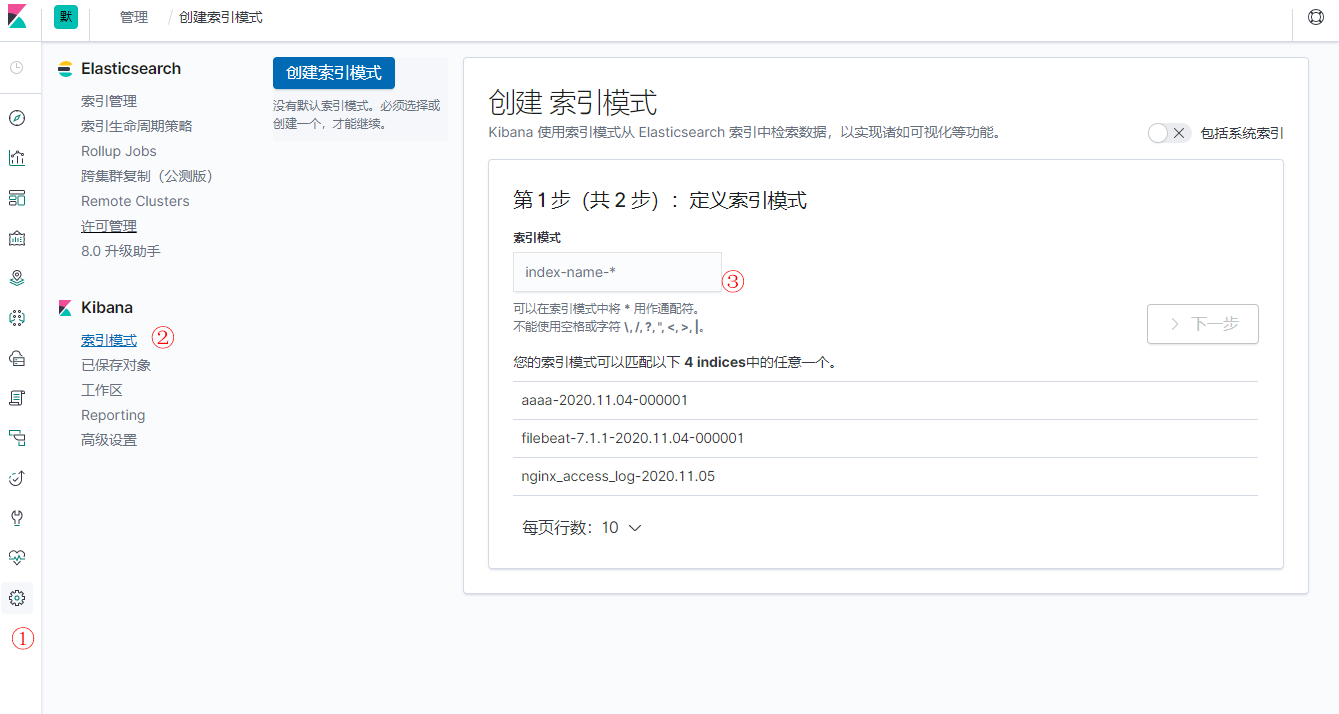 默 管理 / 创建索引模式
Elasticsearch
索引管理
索引生命周期策略
Rollup Jobs
跨集群复制（公测版）
Remote Clusters
许可管理
8.0 升级助手
Kibana
索引模式 ②
已保存对象
工作区
Reporting
高级设置
①
创建索引模式
没有默认索引模式。必须选择或
创建一个，才能继续。
创建 索引模式
Kibana 使用索引模式从 Elasticsearch 索引中检索数据，以实现诸如可视化等功能。
包括系统索引
第 1 步（共 2 步）：定义索引模式
索引模式
index-name-*
③
可以在索引模式中将 * 用作通配符。
不能使用空格或字符 \, /, ?, ", <, >, |。
下一步
您的索引模式可以匹配以下 4 indices中的任意一个。
aaaa-2020.11.04-000001
filebeat-7.1.1-2020.11.04-000001
nginx_access_log-2020.11.05
每页行数：10